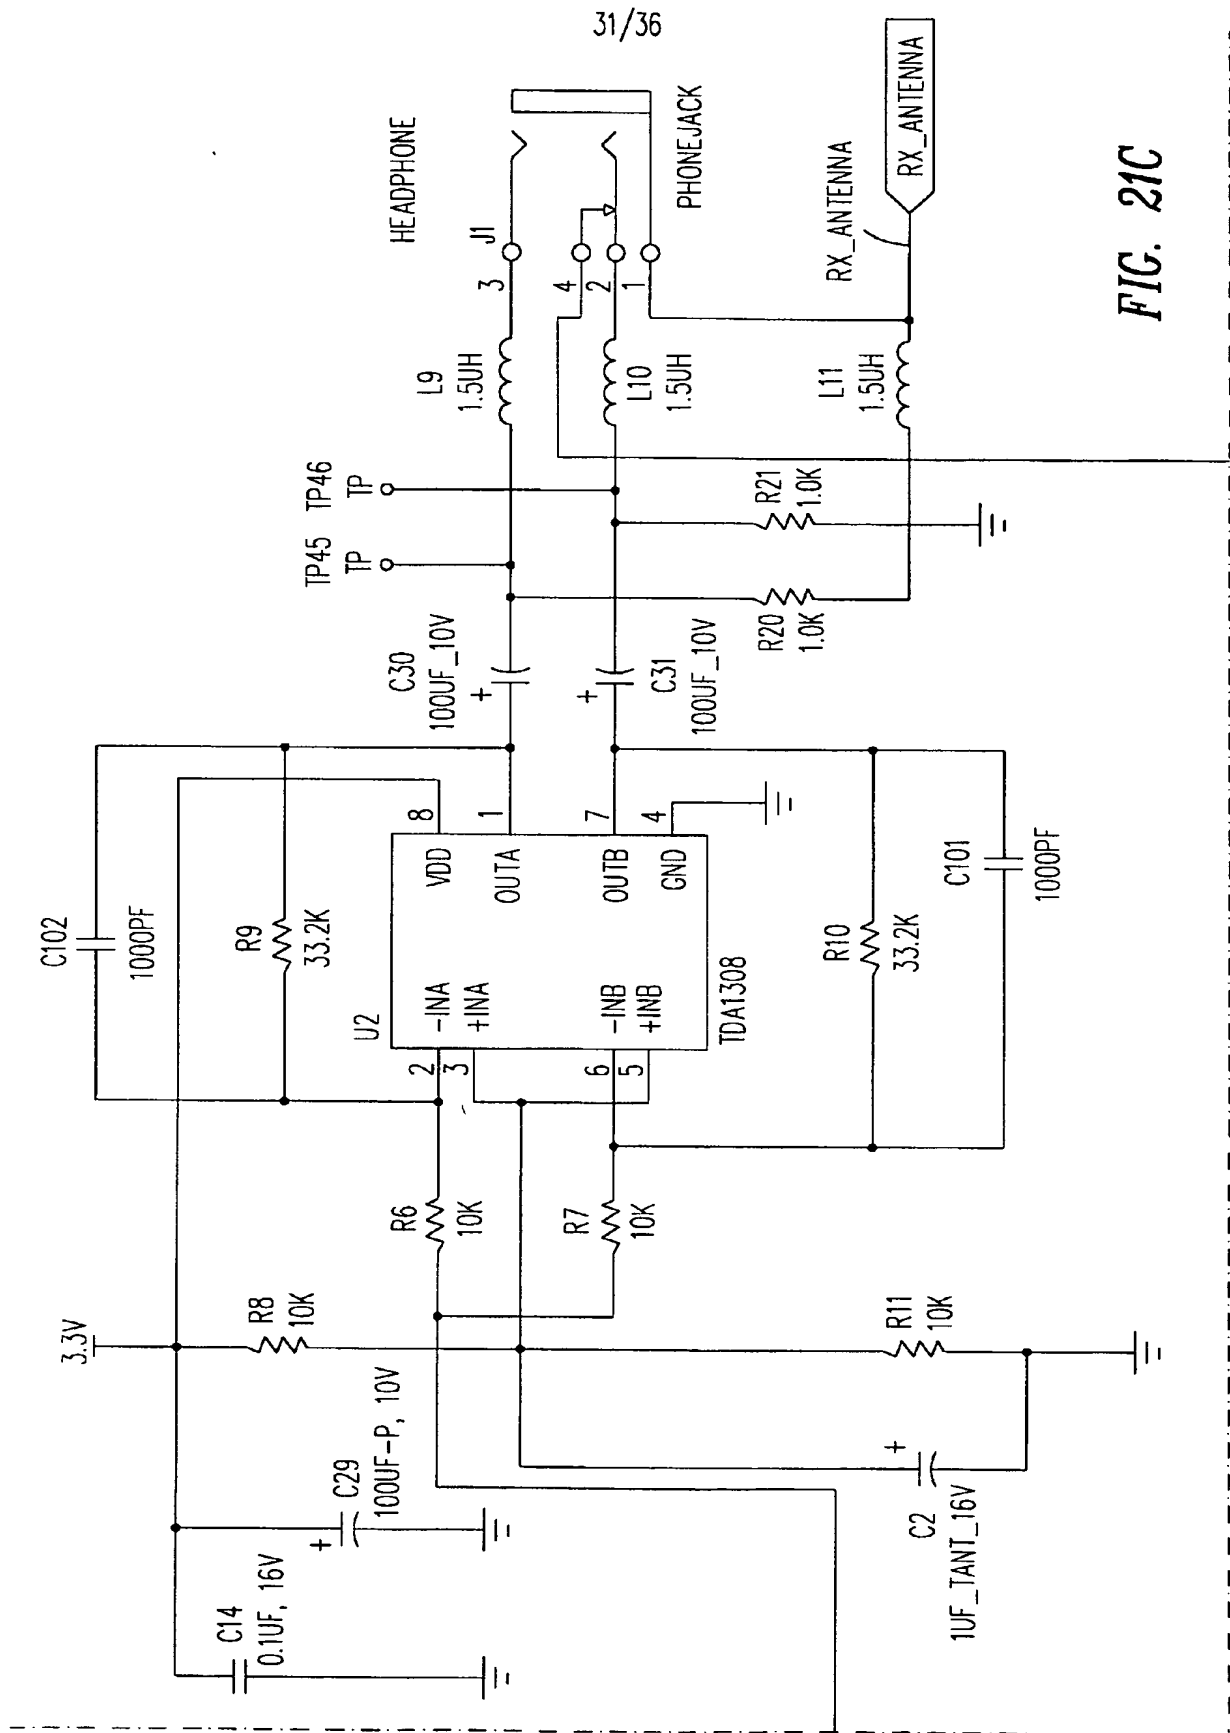 31/36
HEADPHONE
J1
3
4
2
1
PHONEJACK
RX_ANTENNA
RX_ANTENNA
FIG. 21C
L9
1.5UH
L10
1.5UH
L11
1.5UH
TP45
TP
TP46
TP
R21
1.0K
R20
1.0K
C30
100UF_10V
+
+
C31
100UF_10V
C102
1000PF
R9
33.2K
8
1
7
4
VDD
OUTA
OUTB
GND
U2
-INA
+INA
-INB
+INB
TDA1308
2
3
6
5
R10
33.2K
C101
1000PF
R6
10K
R7
10K
3.3V
R8
10K
R11
10K
C29
100UF-P, 10V
+
C14
0.1UF, 16V
+
C2
1UF_TANT_16V